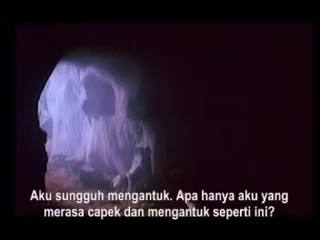 Aku sungguh mengantuk. Apa hanya aku yang
merasa capek dan mengantuk seperti ini?